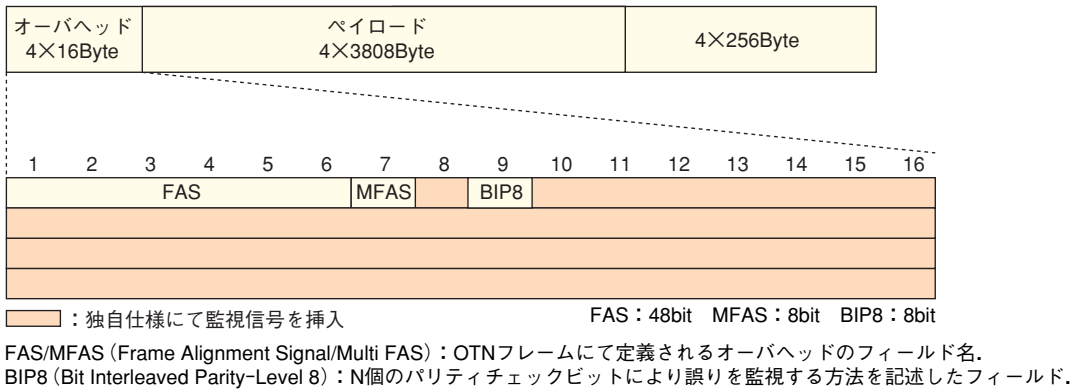 オーバヘッド
4×16Byte
ペイロード
4×3808Byte
4×256Byte
1 2 3 4 5 6 7 8 9 10 11 12 13 14 15 16
FAS MFAS BIP8
：独自仕様にて監視信号を挿入
FAS：48bit MFAS：8bit BIP8：8bit
FAS/MFAS（Frame Alignment Signal/Multi FAS）：OTNフレームにて定義されるオーバヘッドのフィールド名．
BIP8（Bit Interleaved Parity-Level 8）：N個のパリティチェックビットにより誤りを監視する方法を記述したフィールド．